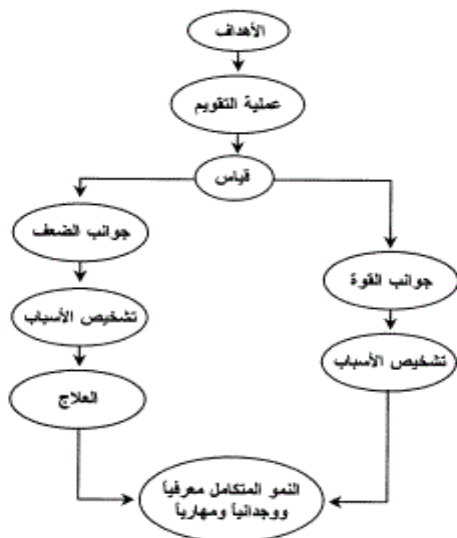 الأهداف
عملية التقويم
قياس
جوانب الضعف
جوانب القوة
تشخيص الأسباب
تشخيص الأسباب
العلاج
النمو المتكامل معرفياً
ووجدانياً ومهارياً